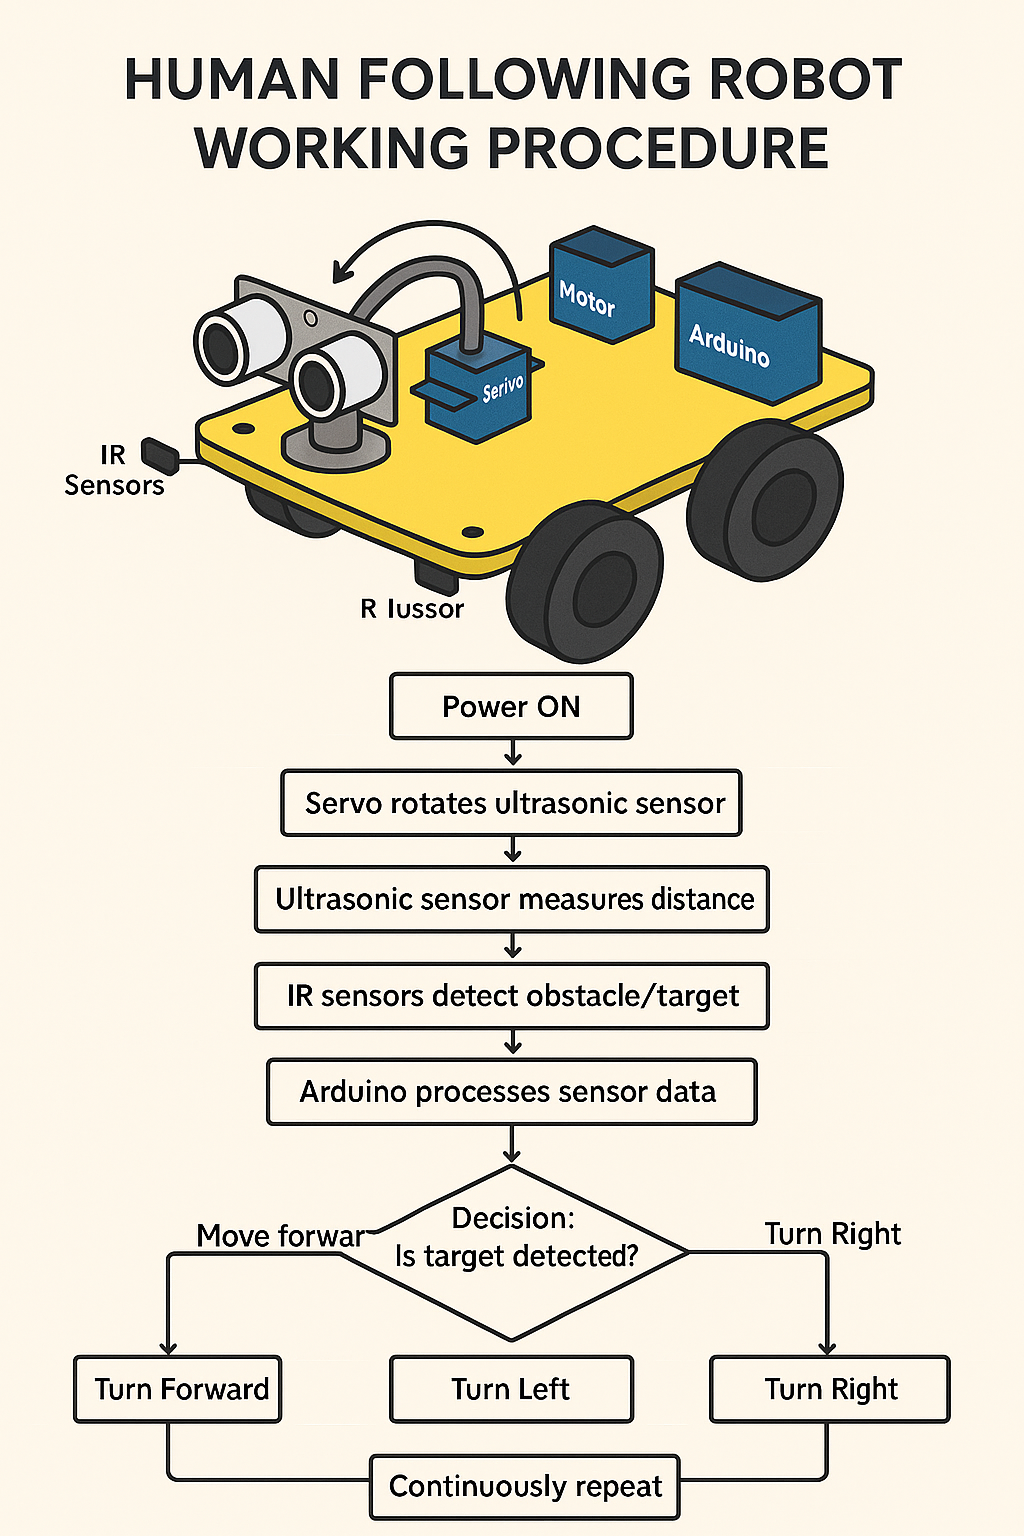 HUMAN FOLLOWING ROBOT
WORKING PROCEDURE
Motor
Arduino
Serivo
IR
Sensors
R Iussor
Power ON
Servo rotates ultrasonic sensor
Ultrasonic sensor measures distance
IR sensors detect obstacle/target
Arduino processes sensor data
Decision:
Is target detected?
Move forwar
Turn Right
Turn Forward
Turn Left
Turn Right
Continuously repeat